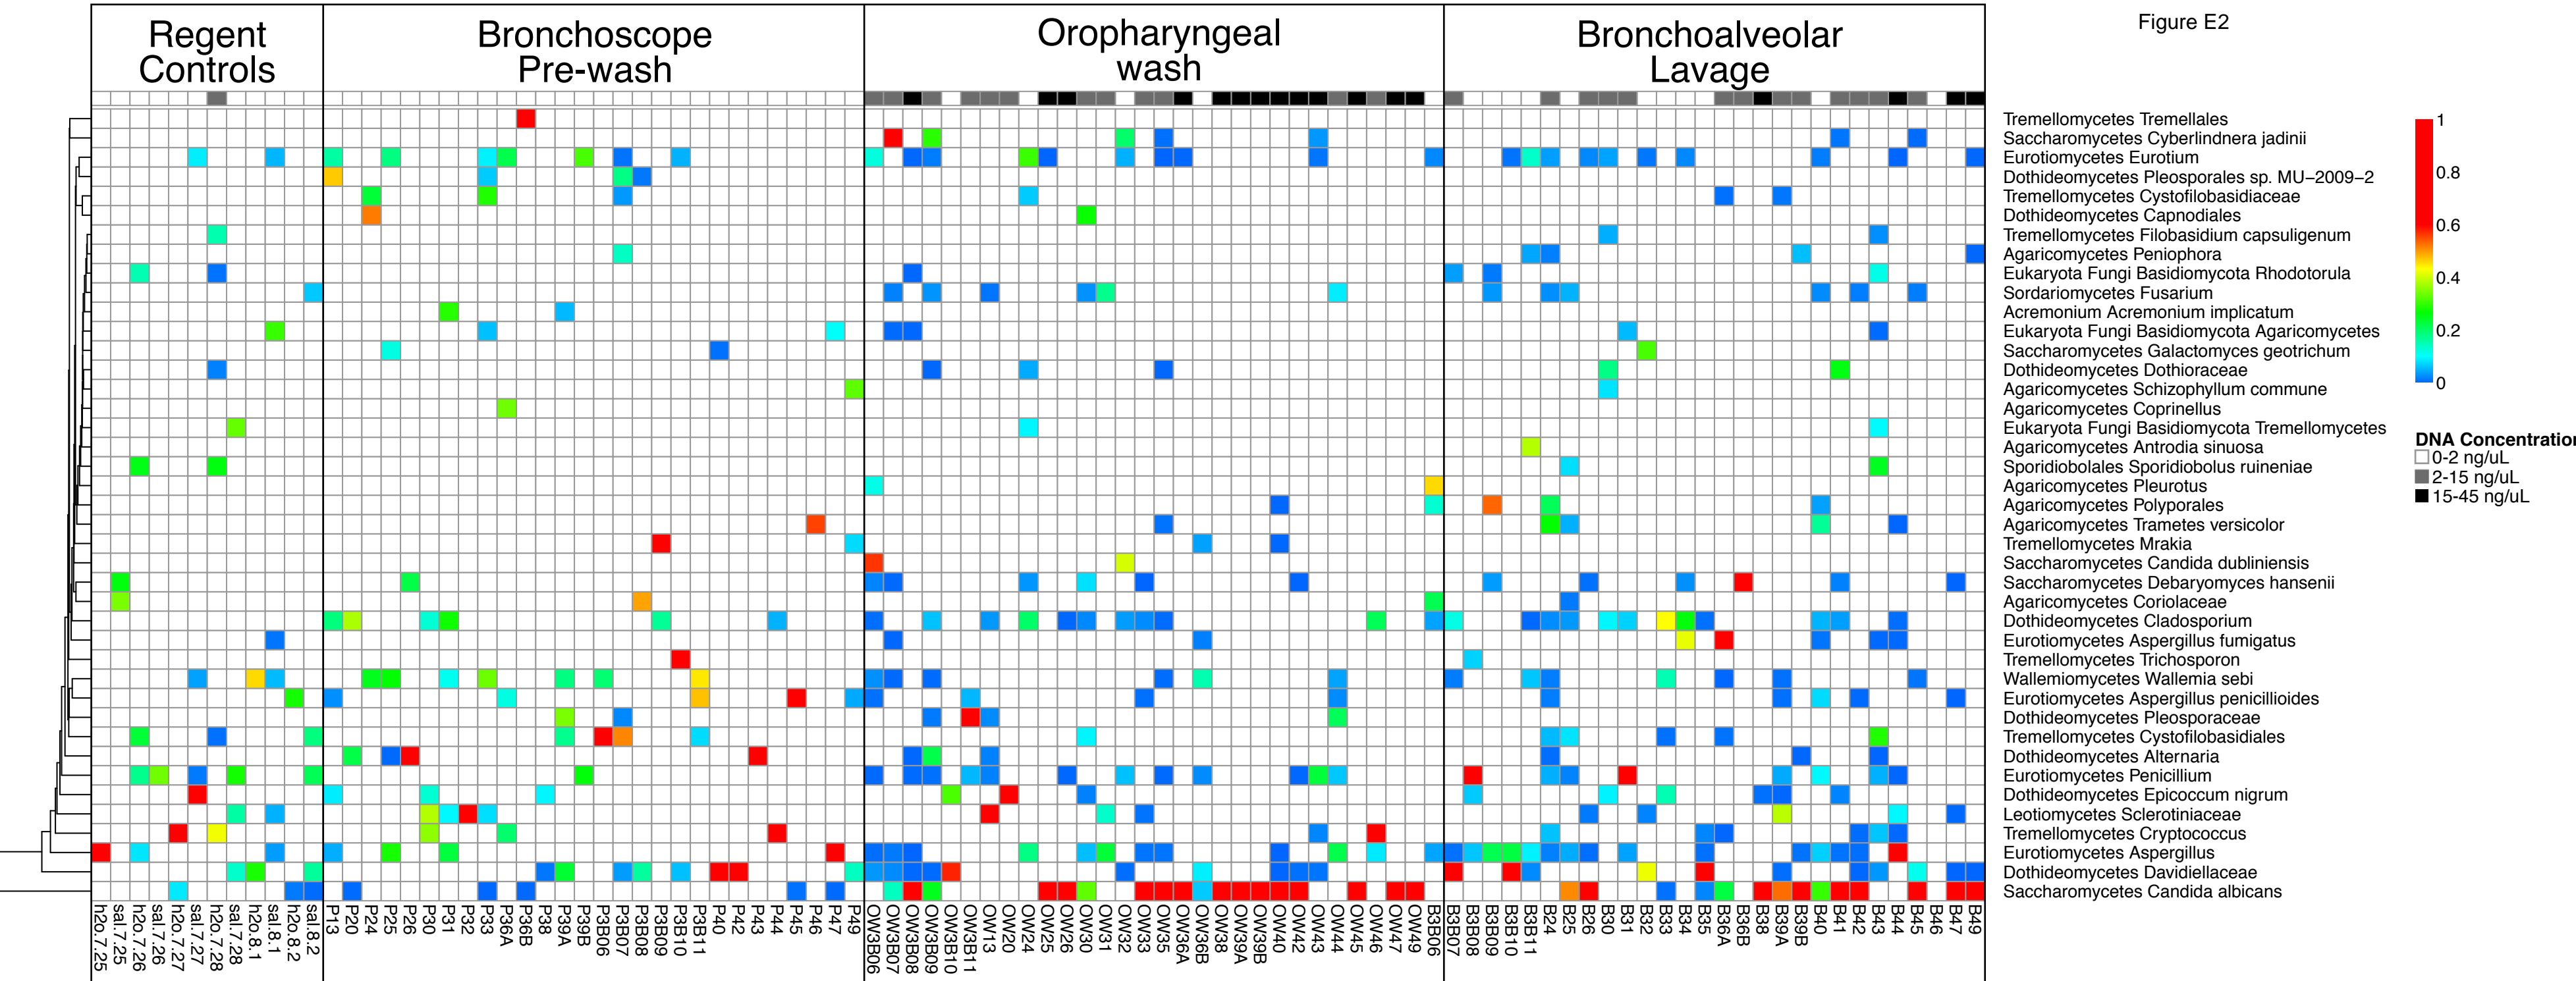 Regent
Controls
Bronchoscope
Pre-wash
Oropharyngeal
wash
Bronchoalveolar
Lavage
Figure E2
Tremellomycetes Tremellales
Saccharomycetes Cyberlindnera jadinii
Eurotiomycetes Eurotium
Dothideomycetes Pleosporales sp. MU−2009−2
Tremellomycetes Cystofilobasidiaceae
Dothideomycetes Capnodiales
Tremellomycetes Filobasidium capsuligenum
Agaricomycetes Peniophora
Eukaryota Fungi Basidiomycota Rhodotorula
Sordariomycetes Fusarium
Acremonium Acremonium implicatum
Eukaryota Fungi Basidiomycota Agaricomycetes
Saccharomycetes Galactomyces geotrichum
Dothideomycetes Dothioraceae
Agaricomycetes Schizophyllum commune
Agaricomycetes Coprinellus
Eukaryota Fungi Basidiomycota Tremellomycetes
Agaricomycetes Antrodia sinuosa
Sporidiobolales Sporidiobolus ruineniae
Agaricomycetes Pleurotus
Agaricomycetes Polyporales
Agaricomycetes Trametes versicolor
Tremellomycetes Mrakia
Saccharomycetes Candida dubliniensis
Saccharomycetes Debaryomyces hansenii
Agaricomycetes Coriolaceae
Dothideomycetes Cladosporium
Eurotiomycetes Aspergillus fumigatus
Tremellomycetes Trichosporon
Wallemiomycetes Wallemia sebi
Eurotiomycetes Aspergillus penicillioides
Dothideomycetes Pleosporaceae
Tremellomycetes Cystofilobasidiales
Dothideomycetes Alternaria
Eurotiomycetes Penicillium
Dothideomycetes Epicoccum nigrum
Leotiomycetes Sclerotiniaceae
Tremellomycetes Cryptococcus
Eurotiomycetes Aspergillus
Dothideomycetes Davidiellaceae
Saccharomycetes Candida albicans
1
0.8
0.6
0.4
0.2
0
DNA Concentration
0-2 ng/uL
2-15 ng/uL
15-45 ng/uL
h2o.7.25
sal.7.25
h2o.7.26
sal.7.26
h2o.7.27
sal.7.27
h2o.7.28
sal.7.28
h2o.8.1
sal.8.1
h2o.8.2
sal.8.2
P13
P20
P24
P25
P26
P30
P31
P32
P33
P36A
P36B
P38
P39A
P39B
P3B06
P3B07
P3B08
P3B09
P3B10
P3B11
P40
P42
P43
P44
P45
P46
P47
P49
OW3B06
OW3B07
OW3B08
OW3B09
OW3B10
OW3B11
OW13
OW20
OW24
OW25
OW26
OW30
OW31
OW32
OW33
OW35
OW36A
OW36B
OW38
OW39A
OW39B
OW40
OW42
OW43
OW44
OW45
OW46
OW47
OW49
B3B06
B3B07
B3B08
B3B09
B3B10
B3B11
B24
B25
B26
B30
B31
B32
B33
B34
B35
B36A
B36B
B38
B39A
B39B
B40
B41
B42
B43
B44
B45
B46
B47
B49